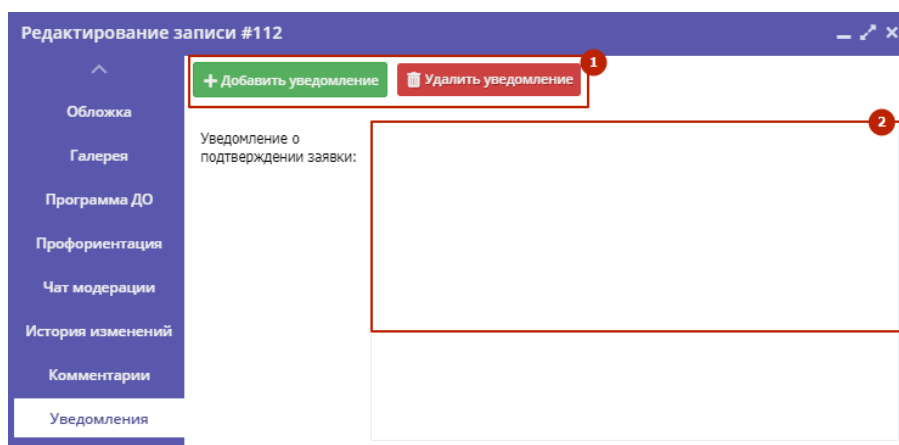 Редактирование записи #112
1
+ Добавить уведомление
Удалить уведомление
Обложка
2
Уведомление о
подтверждении заявки:
Галерея
Программа ДО
Профориентация
Чат модерации
История изменений
Комментарии
Уведомления